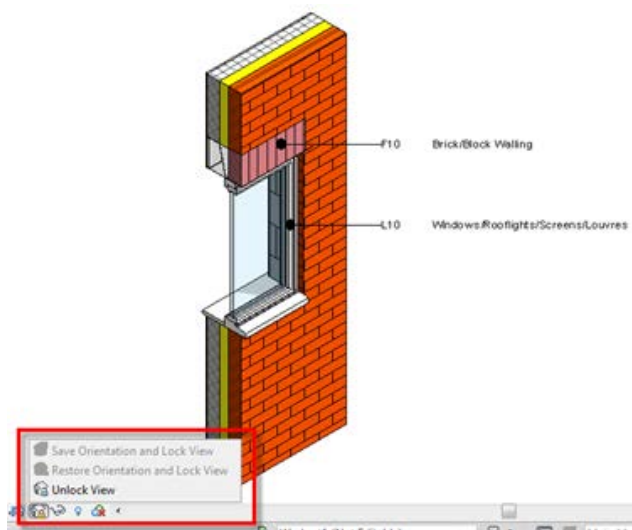 F10 Brick/Block Walling
L10 Windows/Rooflights/Screens/Louvres
Save Orientation and Lock View
Restore Orientation and Lock View
Unlock View